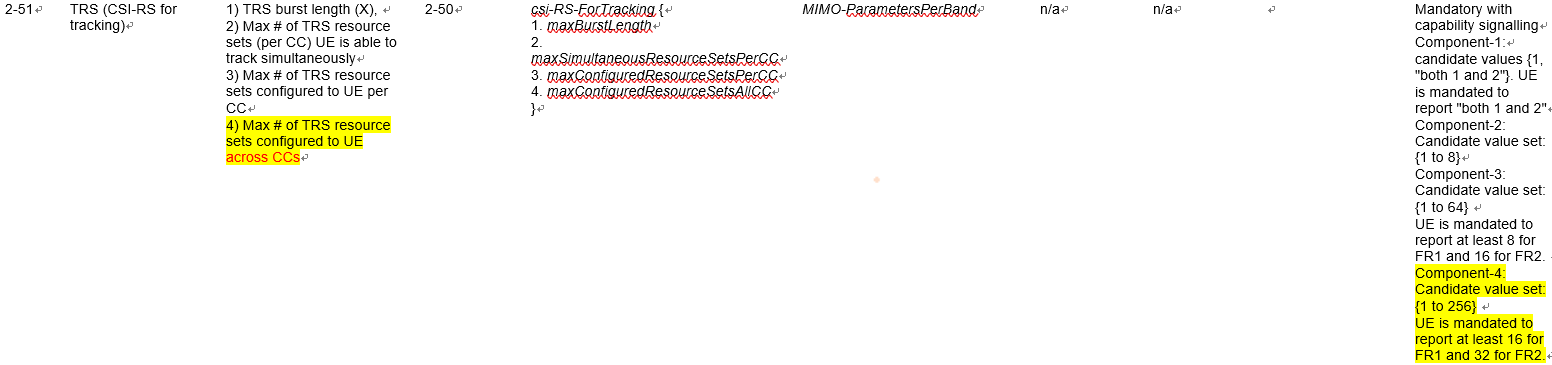 2-51
TRS (CSI-RS for
tracking)
1) TRS burst length (X),
2) Max # of TRS resource
sets (per CC) UE is able to
track simultaneously
3) Max # of TRS resource
sets configured to UE per
CC
4) Max # of TRS resource
sets configured to UE
across CCs
2-50
csi-RS-ForTracking {
1. maxBurstLength
2.
maxSimultaneousResourceSetsPerCC
3. maxConfiguredResourceSetsPerCC
4. maxConfiguredResourceSetsAllCC
}
MIMO-ParametersPerBand
n/a
n/a
Mandatory with
capability signalling
Component-1:
candidate values {1,
"both 1 and 2"}. UE
is mandated to
report "both 1 and 2"
Component-2:
Candidate value set:
{1 to 8}
Component-3:
Candidate value set:
{1 to 64}
UE is mandated to
report at least 8 for
FR1 and 16 for FR2.
Component-4:
Candidate value set:
{1 to 256}
UE is mandated to
report at least 16 for
FR1 and 32 for FR2.